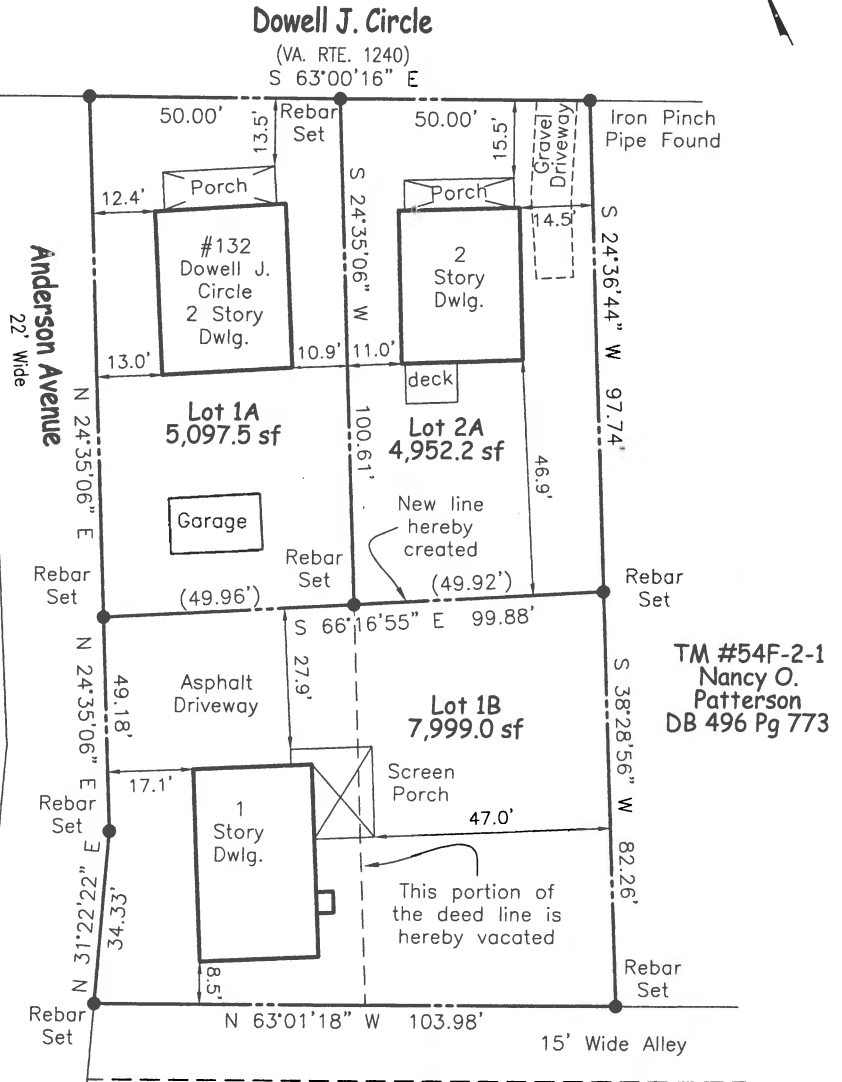 Dowell J. Circle
(VA. RTE. 1240)
S 63°00'16" E
50.00'
13.5'
Rebar
Set
50.00'
15.5'
Gravel
Driveway
Iron Pinch
Pipe Found
Porch
Porch
12.4'
14.5'
#132
Dowell J.
Circle
2 Story
Dwlg.
S 24°35'06" W
100.61'
2
Story
Dwlg.
S 24°36'44" W 97.74'
Anderson Avenue
22' Wide
13.0'
10.9'
11.0'
deck
N 24°35'06" E
Lot 1A
5,097.5 sf
Lot 2A
4,952.2 sf
46.9'
Garage
New line
hereby
created
Rebar
Set
Rebar
Set
Rebar
Set
(49.96')
(49.92')
S 66°16'55" E 99.88'
N 24°35'06" E
49.18'
27.9'
Asphalt
Driveway
Lot 1B
7,999.0 sf
S 38°28'56" W 82.26'
TM #54F-2-1
Nancy O.
Patterson
DB 496 Pg 773
17.1'
Screen
Porch
Rebar
Set
1
Story
Dwlg.
47.0'
N 31°22'22" E
34.33'
This portion of
the deed line is
hereby vacated
8.5'
Rebar
Set
Rebar
Set
N 63°01'18" W 103.98'
15' Wide Alley